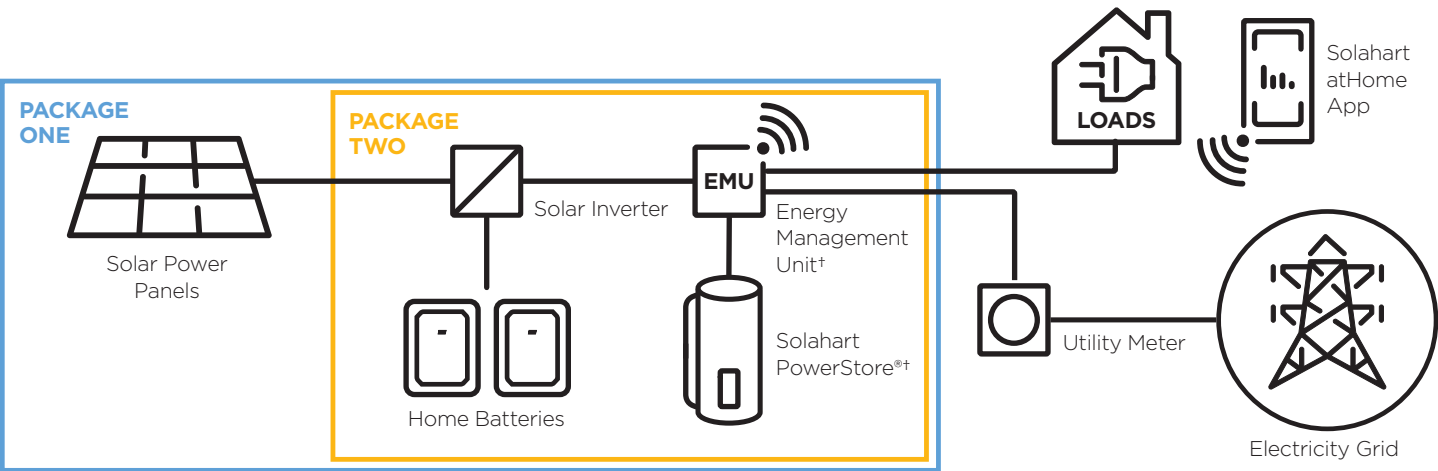 PACKAGE
ONE
Solar Power
Panels
PACKAGE
TWO
Solar Inverter
Home Batteries
EMU
Energy
Management
Unit†
Solahart
PowerStore®†
LOADS
Solahart
atHome
App
Utility Meter
Electricity Grid